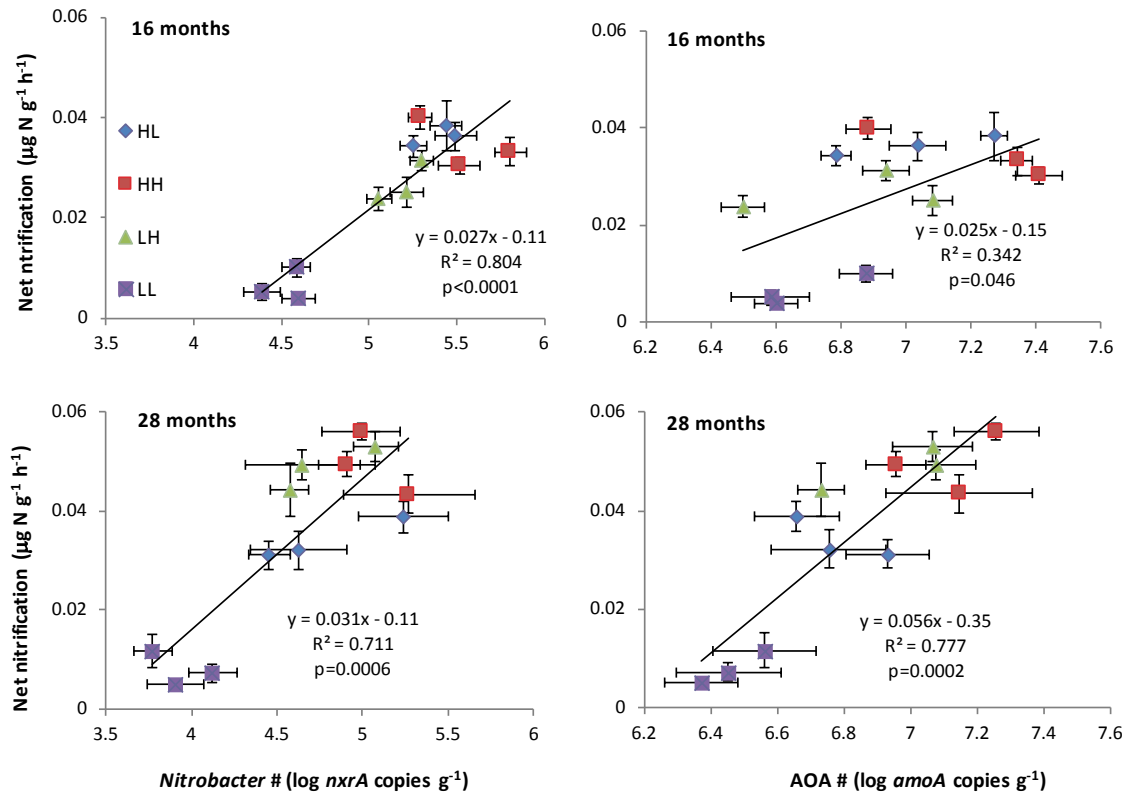 0.06
16 months
0.04
0.02
0
Net ntrification (µg N g-1 h-1)
HL
HH
LH
LL
y = 0.027x - 0.11
R² = 0.804
p<0.0001
3.5 4 4.5 5 5.5 6
0.06
16 months
0.04
0.02
0
y = 0.025x - 0.15
R² = 0.342
p=0.046
6.2 6.4 6.6 6.8 7 7.2 7.4 7.6
0.06
28 months
0.04
0.02
0
Net nitrification (µg N g-1 h-1)
y = 0.031x - 0.11
R² = 0.711
p=0.0006
3.5 4 4.5 5 5.5 6
Nitrobacter # (log nxrA copies g-1)
0.06
28 months
0.04
0.02
0
y = 0.056x - 0.35
R² = 0.777
p=0.0002
6.2 6.4 6.6 6.8 7 7.2 7.4 7.6
AOA # (log amoA copies g-1)